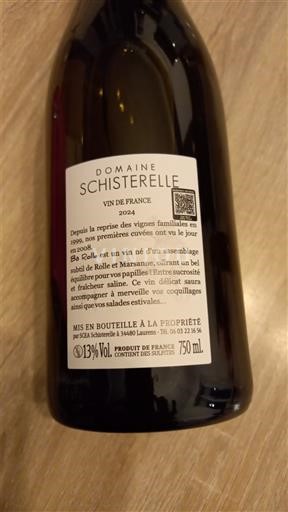 DOMAINE
SCHISTERELLE
VIN DE FRANCE
2024
Depuis la reprise des vignes familiales en
1999, nos premières cuvées ont vu le jour
en 2008.
Bo Rolle est un vin né d'un assemblage
subtil de Rolle et Marsanne, offrant un bel
équilibre pour vos papilles ! Entre sucrosité
et fraîcheur saline. Ce vin délicat saura
accompagner à merveille vos coquillages
ainsi que vos salades estivales...
MIS EN BOUTEILLE À LA PROPRIÉTÉ
par SCEA Schisterelle à 34480 Laurens - Tél. 06 03 22 16 56
13% Vol. PRODUIT DE FRANCE CONTIENT DES SULFITES 750 ml.